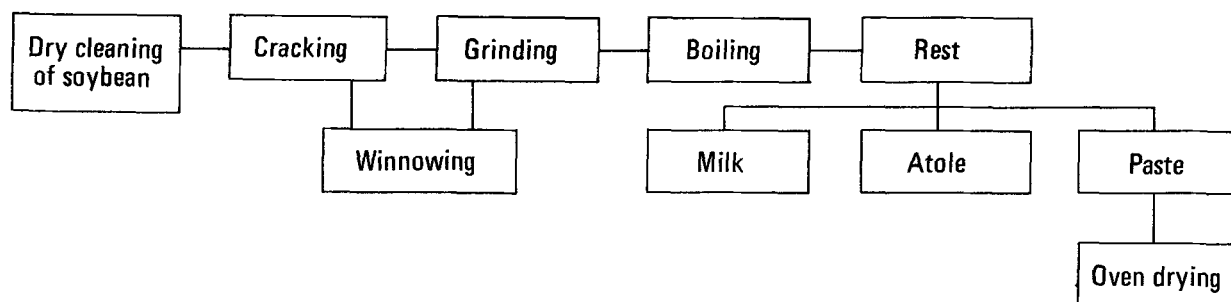 Dry cleaning
of soybean
Cracking
Grinding
Boiling
Rest
Winnowing
Milk
Atole
Paste
Oven drying